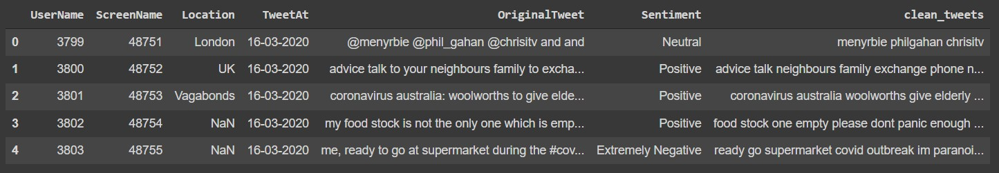 UserName ScreenName Location TweetAt OriginalTweet Sentiment clean_tweets
0 3799 48751 London 16-03-2020 @menyrbie @phil_gahan @chrisitv and and Neutral menyrbie philgahan chrisitv
1 3800 48752 UK 16-03-2020 advice talk to your neighbours family to excha... Positive advice talk neighbours family exchange phone n...
2 3801 48753 Vagabonds 16-03-2020 coronavirus australia: woolworths to give elde... Positive coronavirus australia woolworths give elderly ...
3 3802 48754 NaN 16-03-2020 my food stock is not the only one which is emp... Positive food stock one empty please dont panic enough ...
4 3803 48755 NaN 16-03-2020 me, ready to go at supermarket during the #cov... Extremely Negative ready go supermarket covid outbreak im paranoi...